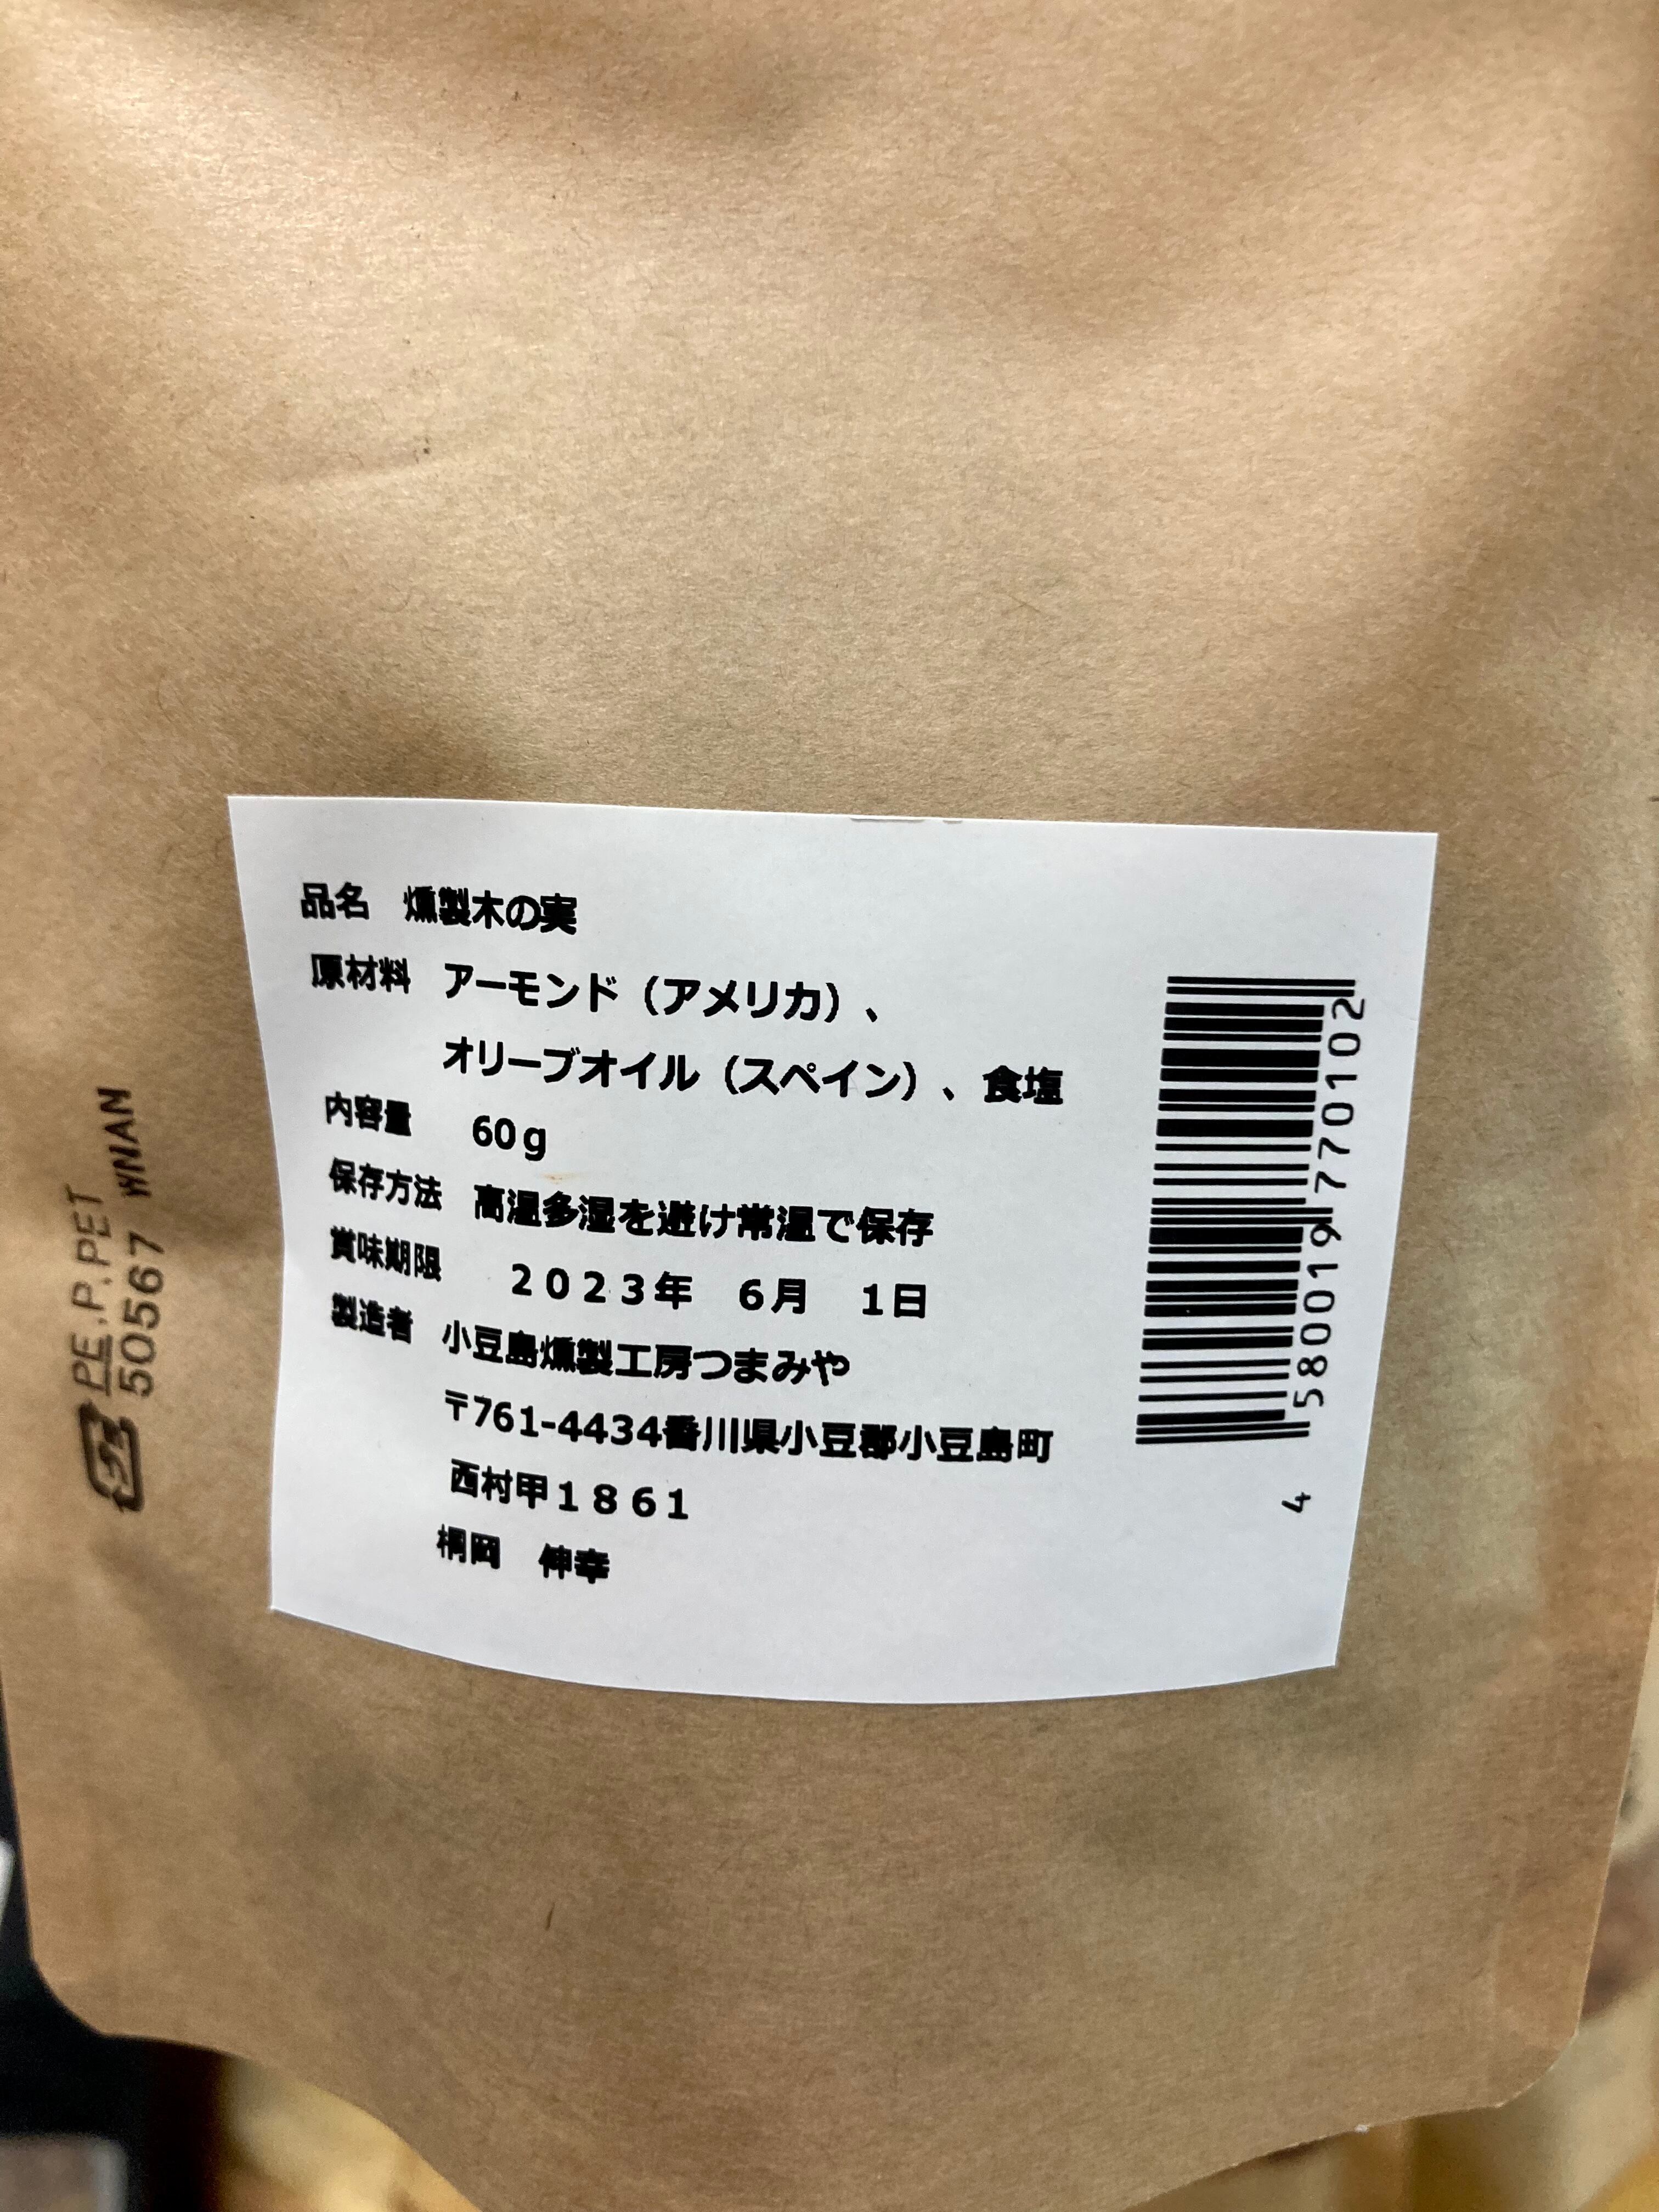 品名 燻製木の実
原材料 アーモンド（アメリカ）、
オリーブオイル（スペイン）、食塩
内容量 60g
保存方法 高温多湿を避け常温で保存
賞味期限 2023年 6月 1日
製造者 小豆島燻製工房つまみや
〒761-4434香川県小豆郡小豆島町
西村甲1861
桐岡 伸幸
4 580019 770102
PE.P.PET
50567 WNAN